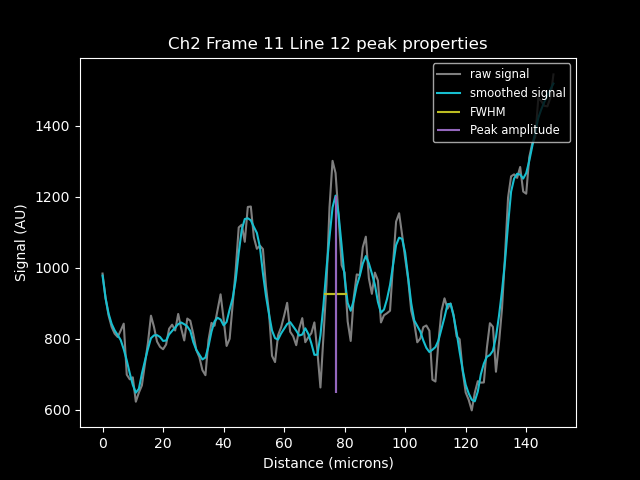 Ch2 Frame 11 Line 12 peak properties
raw signal
smoothed signal
FWHM
Peak amplitude
Signal (AU)
1400
1200
1000
800
600
0 20 40 60 80 100 120 140
Distance (microns)